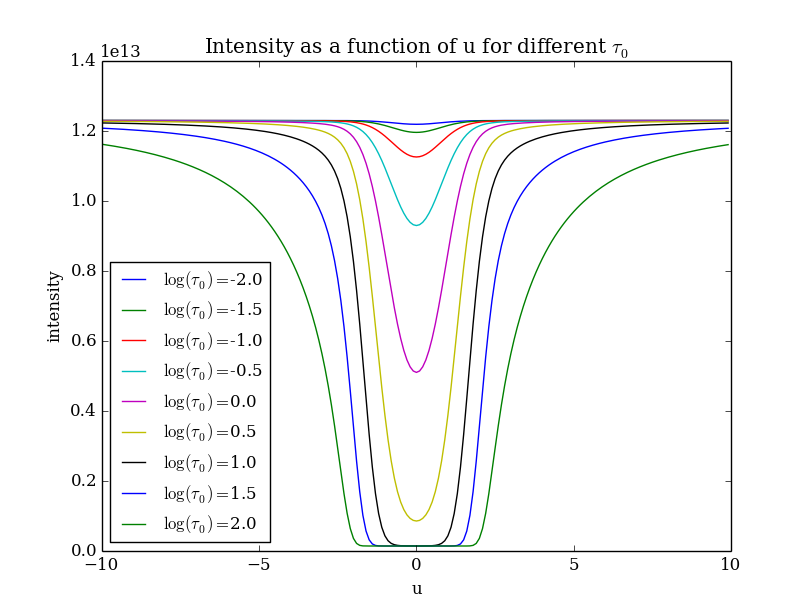 Intensity as a function of u for different τ₀
1e13
1.4
1.2
1.0
0.8
0.6
0.4
0.2
0.0
intensity
log(τ₀)=-2.0
log(τ₀)=-1.5
log(τ₀)=-1.0
log(τ₀)=-0.5
log(τ₀)=0.0
log(τ₀)=0.5
log(τ₀)=1.0
log(τ₀)=1.5
log(τ₀)=2.0
−10 −5 0 5 10
u